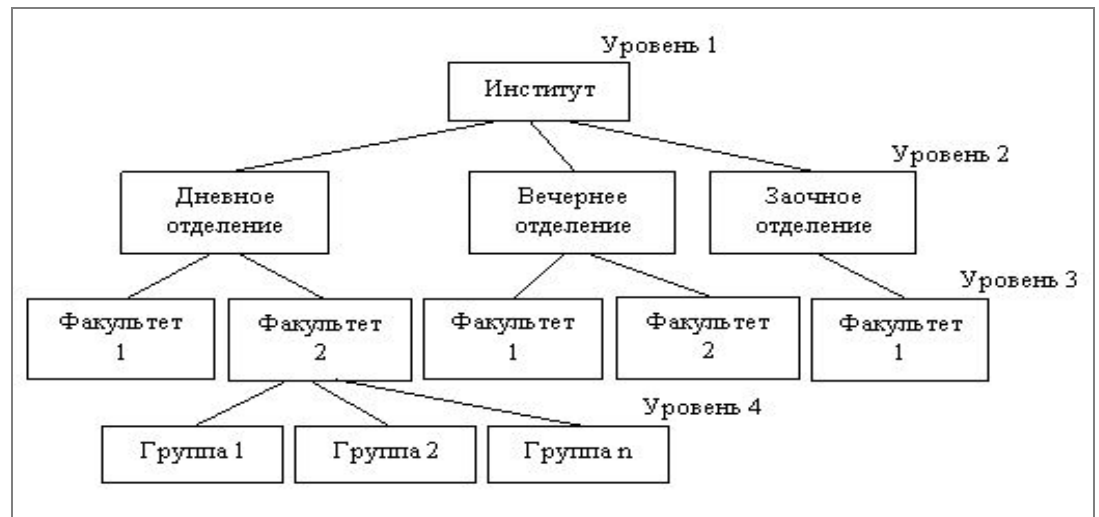 Уровень 1
Институт
Уровень 2
Дневное
отделение
Вечернее
отделение
Заочное
отделение
Уровень 3
Факультет
1
Факультет
2
Факультет
1
Факультет
2
Факультет
1
Уровень 4
Группа 1
Группа 2
Группа n